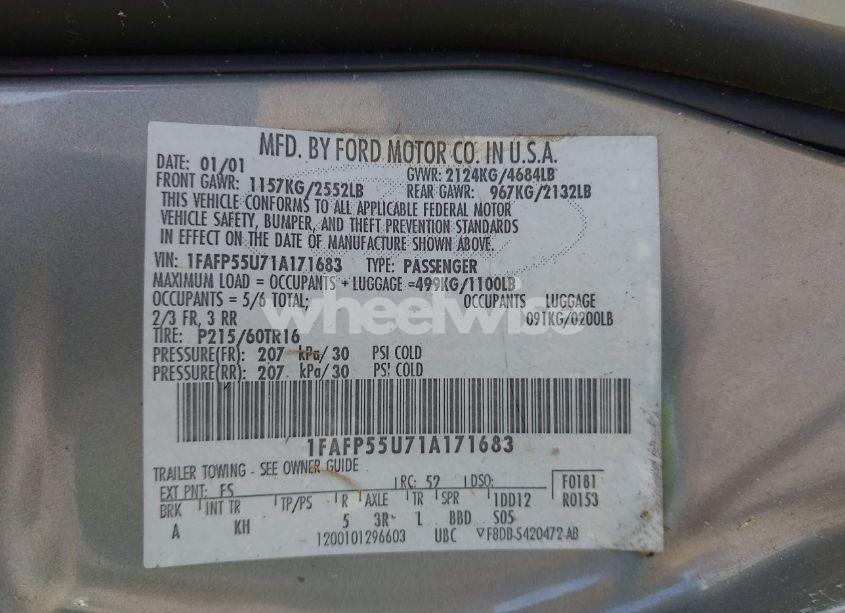 MFD. BY FORD MOTOR CO. IN U.S.A.
DATE: 01/01 GVWR: 2124KG/4684LB
FRONT GAWR: 1157KG/2552LB REAR GAWR: 967KG/2132LB
THIS VEHICLE CONFORMS TO ALL APPLICABLE FEDERAL MOTOR
VEHICLE SAFETY, BUMPER, AND THEFT PREVENTION STANDARDS
IN EFFECT ON THE DATE OF MANUFACTURE SHOWN ABOVE.
VIN: 1FAFP55U71A171683 TYPE: PASSENGER
MAXIMUM LOAD = OCCUPANTS + LUGGAGE =499KG/1100LB
OCCUPANTS = 5/6 TOTAL; OCCUPANTS LUGGAGE
2/3 FR, 3 RR 091KG/0200LB
wheelwise
TIRE: P215/60TR16
PRESSURE(FR): 207 kPa/30 PSI COLD
PRESSURE(RR): 207 kPa/30 PSI COLD
1FAFP55U71A171683
TRAILER TOWING - SEE OWNER GUIDE
EXT PNT: FS RC: 52 DSO: F0181
BRK INT TR TP/PS R AXLE TR SPR 1DD12 R0153
A KH 5 3R L BBD SOS
1200101296603 UBC ▽F8DB-5420472-AB